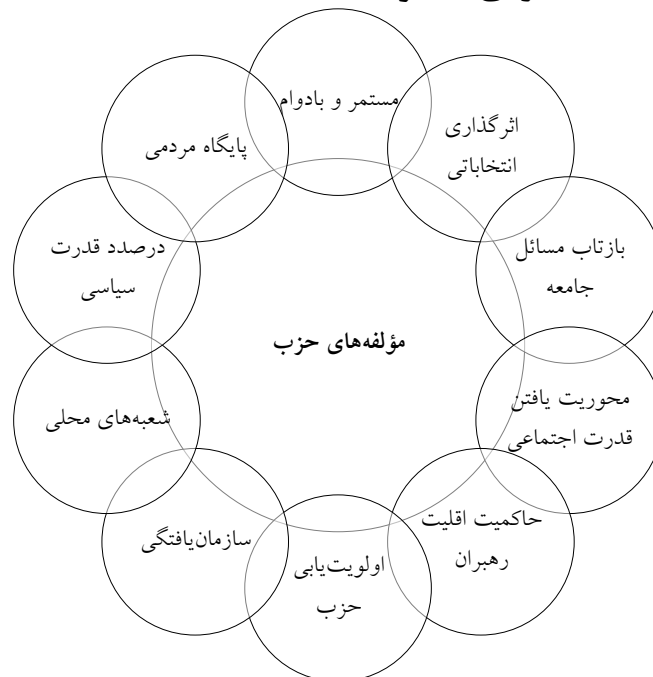 مستمر و بادوام
اثرگذاری
انتخاباتی
بازتاب مسائل
جامعه
محوریت یافتن
قدرت اجتماعی
حاکمیت اقلیت
رهبران
اولویت‌یابی
حزب
سازمان‌یافتگی
شعبه‌های محلی
درصدد قدرت
سیاسی
پایگاه مردمی
مؤلفه‌های حزب